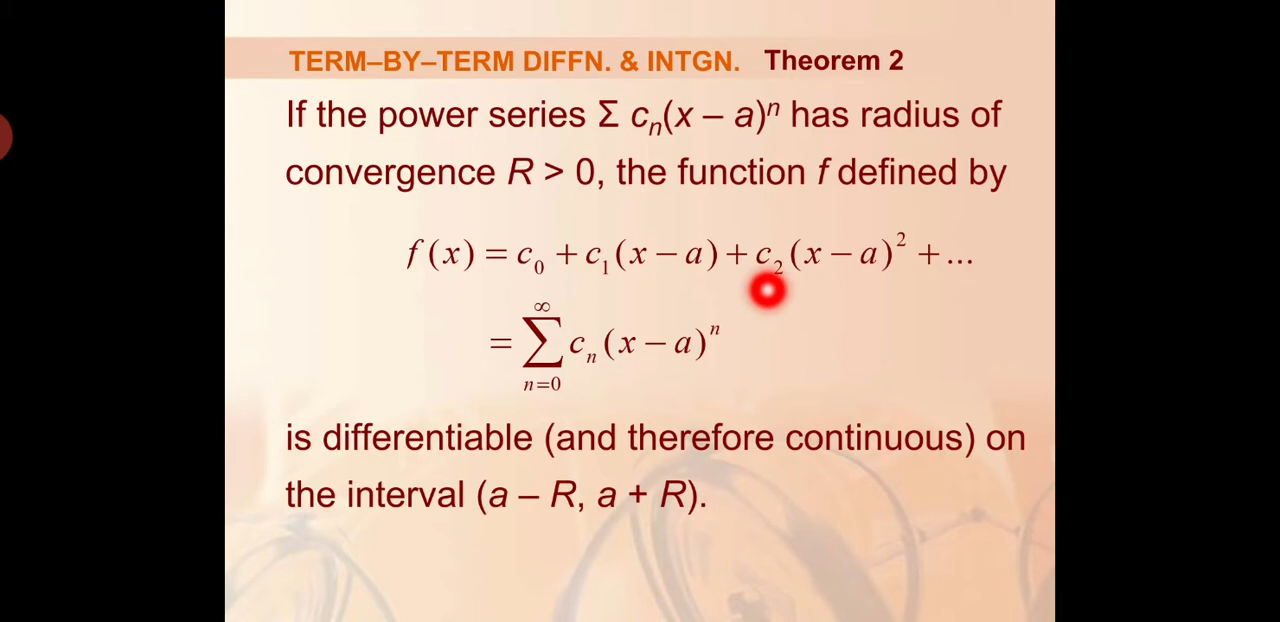 TERM–BY–TERM DIFFN. & INTGN. Theorem 2
If the power series Σ cₙ(x – a)ⁿ has radius of
convergence R > 0, the function f defined by
f(x) = c₀ + c₁(x − a) + c₂(x − a)² + ...
= ∑_{n=0}^{∞} cₙ(x − a)ⁿ
is differentiable (and therefore continuous) on
the interval (a – R, a + R).